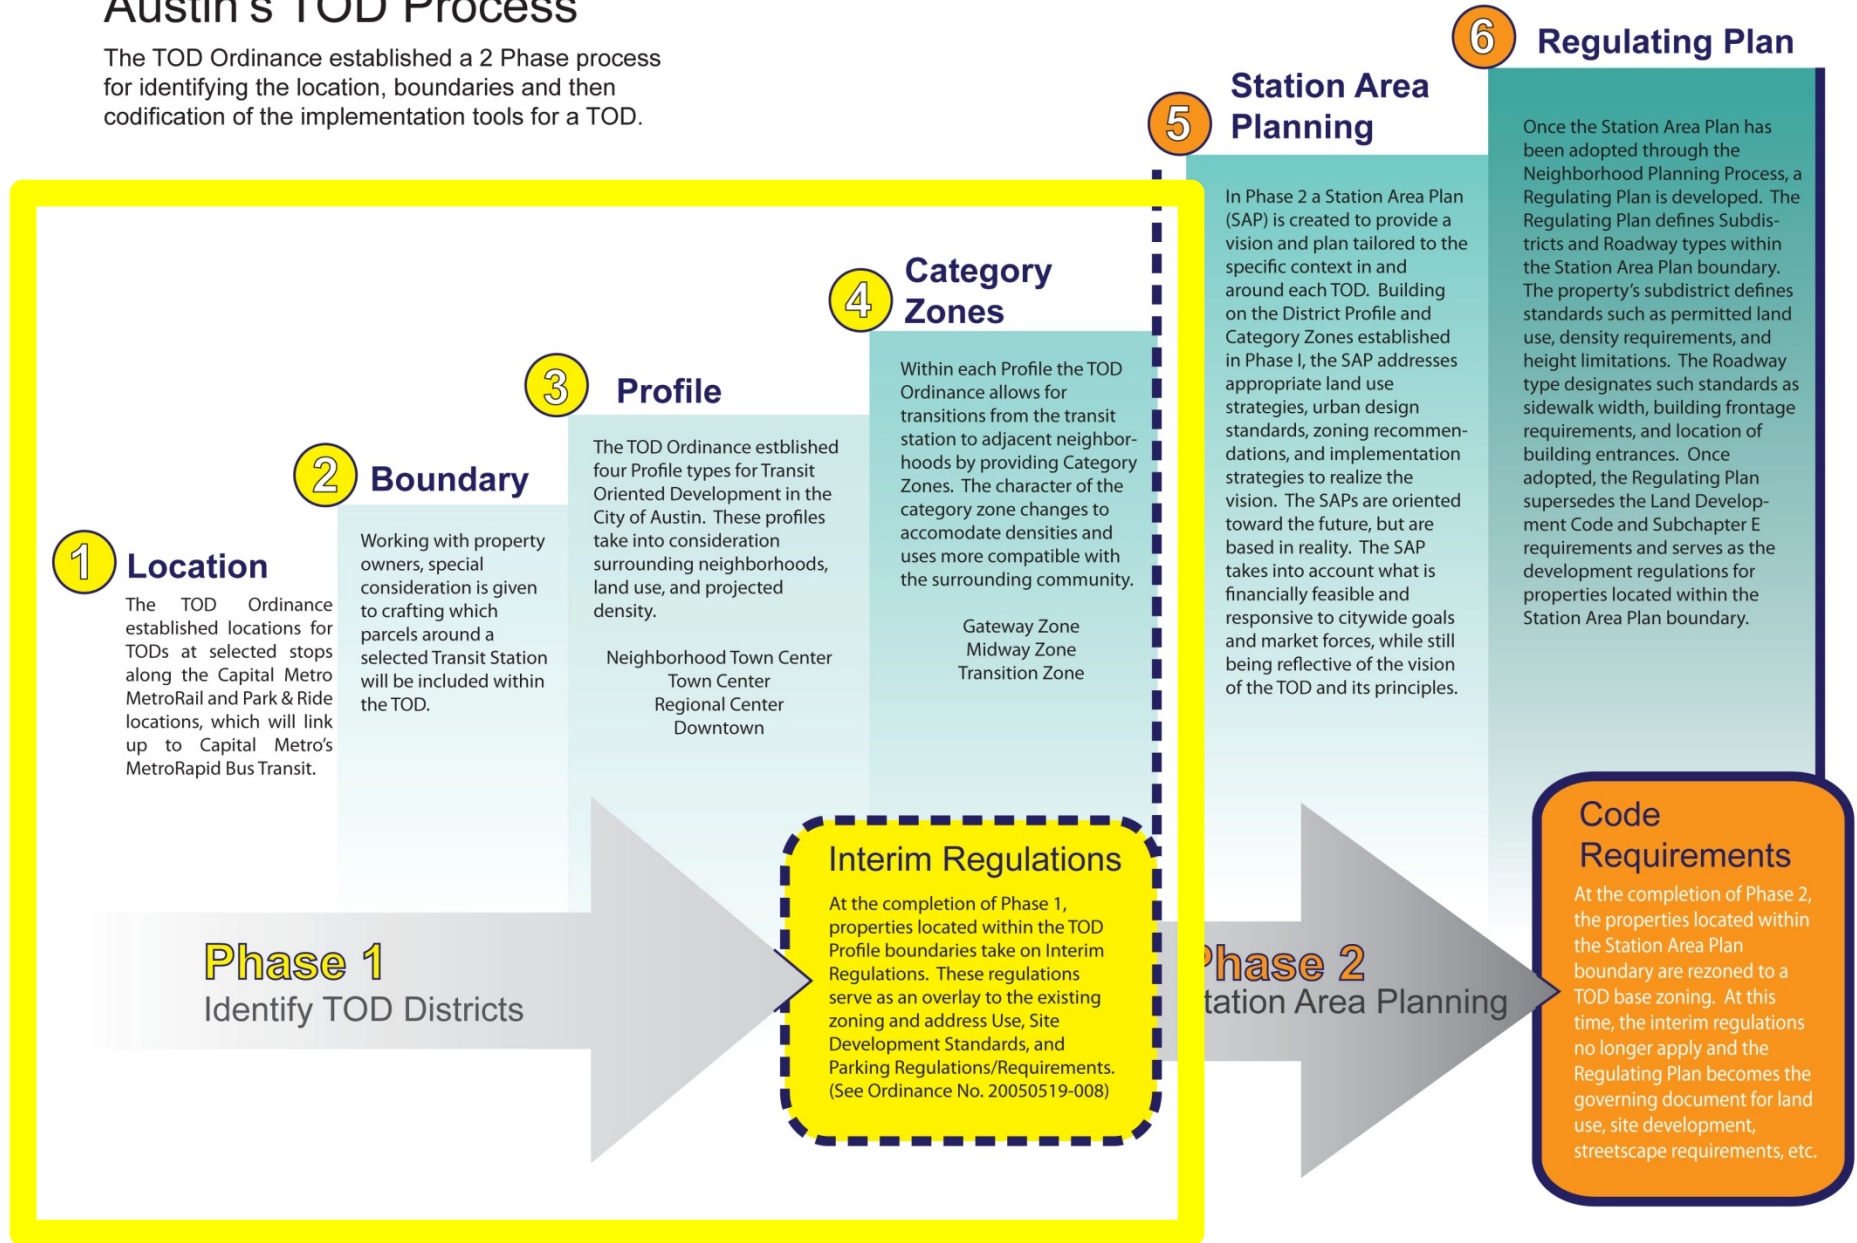 Austin's TOD Process
The TOD Ordinance established a 2 Phase process
for identifying the location, boundaries and then
codification of the implementation tools for a TOD.
1
Location
The TOD Ordinance
established locations for
TODs at selected stops
along the Capital Metro
MetroRail and Park & Ride
locations, which will link
up to Capital Metro's
MetroRapid Bus Transit.
2
Boundary
Working with property
owners, special
consideration is given
to crafting which
parcels around a
selected Transit Station
will be included within
the TOD.
3
Profile
The TOD Ordinance estblished
four Profile types for Transit
Oriented Development in the
City of Austin. These profiles
take into consideration
surrounding neighborhoods,
land use, and projected
density.
Neighborhood Town Center
Town Center
Regional Center
Downtown
4
Category
Zones
Within each Profile the TOD
Ordinance allows for
transitions from the transit
station to adjacent neighbor-
hoods by providing Category
Zones. The character of the
category zone changes to
accomodate densities and
uses more compatible with
the surrounding community.
Gateway Zone
Midway Zone
Transition Zone
5
Station Area
Planning
In Phase 2 a Station Area Plan
(SAP) is created to provide a
vision and plan tailored to the
specific context in and
around each TOD. Building
on the District Profile and
Category Zones established
in Phase I, the SAP addresses
appropriate land use
strategies, urban design
standards, zoning recommen-
dations, and implementation
strategies to realize the
vision. The SAPs are oriented
toward the future, but are
based in reality. The SAP
takes into account what is
financially feasible and
responsive to citywide goals
and market forces, while still
being reflective of the vision
of the TOD and its principles.
6
Regulating Plan
Once the Station Area Plan has
been adopted through the
Neighborhood Planning Process, a
Regulating Plan is developed. The
Regulating Plan defines Subdis-
tricts and Roadway types within
the Station Area Plan boundary.
The property's subdistrict defines
standards such as permitted land
use, density requirements, and
height limitations. The Roadway
type designates such standards as
sidewalk width, building frontage
requirements, and location of
building entrances. Once
adopted, the Regulating Plan
supersedes the Land Develop-
ment Code and Subchapter E
requirements and serves as the
development regulations for
properties located within the
Station Area Plan boundary.
Phase 1
Identify TOD Districts
Interim Regulations
At the completion of Phase 1,
properties located within the TOD
Profile boundaries take on Interim
Regulations. These regulations
serve as an overlay to the existing
zoning and address Use, Site
Development Standards, and
Parking Regulations/Requirements.
(See Ordinance No. 20050519-008)
Phase 2
tation Area Planning
Code
Requirements
At the completion of Phase 2,
the properties located within
the Station Area Plan
boundary are rezoned to a
TOD base zoning. At this
time, the interim regulations
no longer apply and the
Regulating Plan becomes the
governing document for land
use, site development,
streetscape requirements, etc.